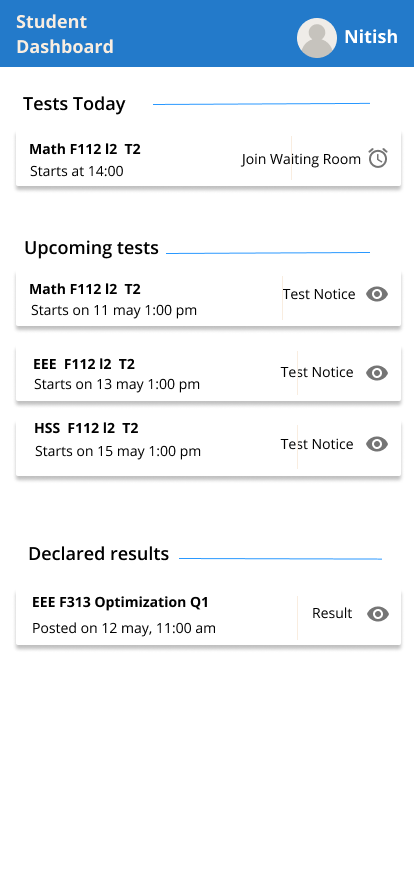 Student
Dashboard
Nitish
Tests Today
Math F112 l2 T2
Starts at 14:00
Join Waiting Room
Upcoming tests
Math F112 l2 T2
Starts on 11 may 1:00 pm
Test Notice
EEE F112 l2 T2
Starts on 13 may 1:00 pm
Test Notice
HSS F112 l2 T2
Starts on 15 may 1:00 pm
Test Notice
Declared results
EEE F313 Optimization Q1
Posted on 12 may, 11:00 am
Result